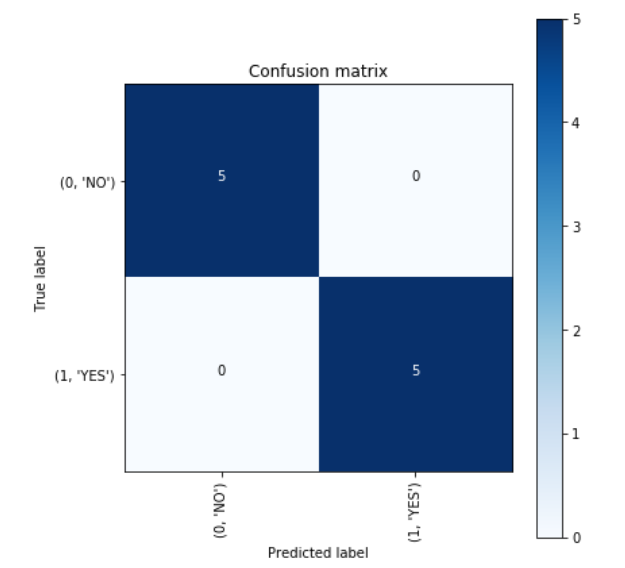 Confusion matrix
True label
(0, 'NO')
5
0
(1, 'YES')
0
5
(0, 'NO')
(1, 'YES')
Predicted label
5
4
3
2
1
0